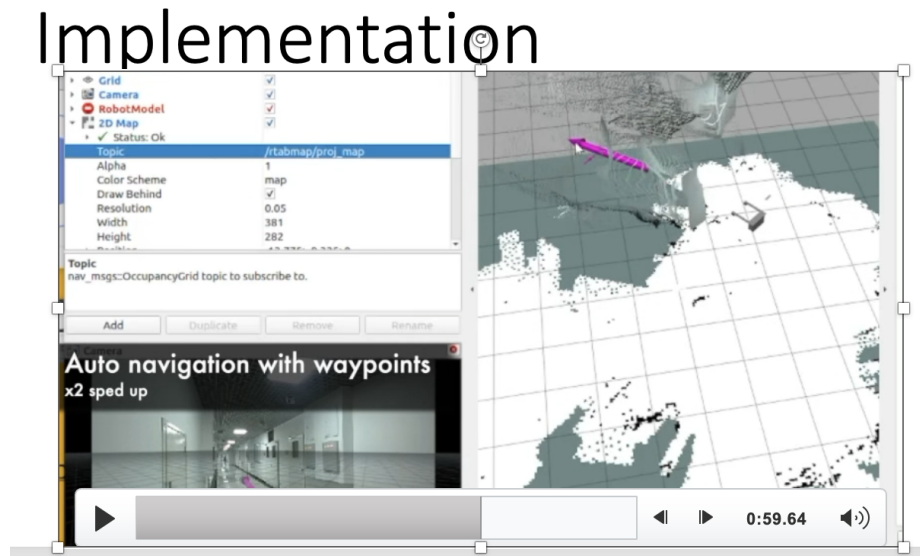 Implementation
Grid
Camera
RobotModel
2D Map
Status: Ok
Topic /rtabmap/proj_map
Alpha 1
Color Scheme map
Draw Behind
Resolution 0.05
Width 381
Height 282
Topic
nav_msgs::OccupancyGrid topic to subscribe to.
Add Duplicate Remove Rename
Auto navigation with waypoints
x2 sped up
0:59.64